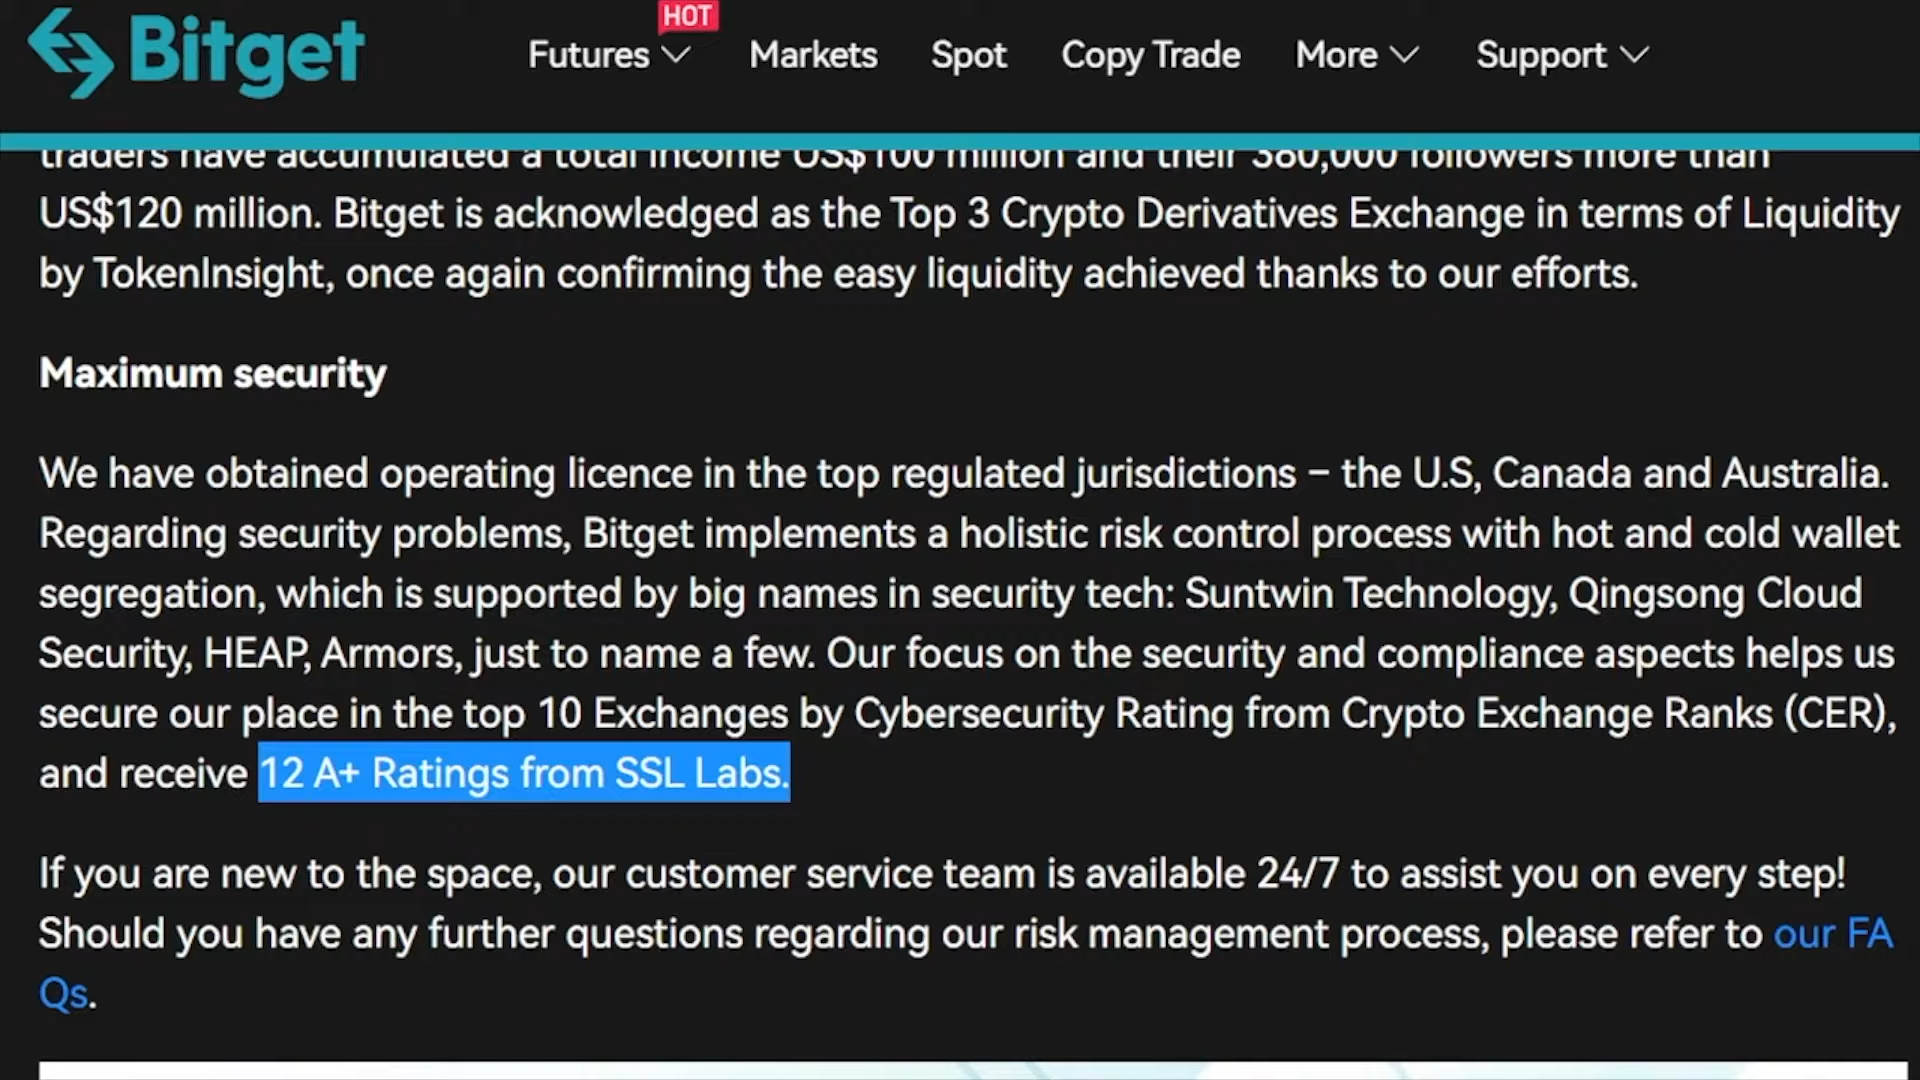 Bitget
HOT
Futures
Markets
Spot
Copy Trade
More
Support
traders have accumulated a total income US$100 million and their 380,000 followers more than
US$120 million. Bitget is acknowledged as the Top 3 Crypto Derivatives Exchange in terms of Liquidity
by TokenInsight, once again confirming the easy liquidity achieved thanks to our efforts.
Maximum security
We have obtained operating licence in the top regulated jurisdictions – the U.S, Canada and Australia.
Regarding security problems, Bitget implements a holistic risk control process with hot and cold wallet
segregation, which is supported by big names in security tech: Suntwin Technology, Qingsong Cloud
Security, HEAP, Armors, just to name a few. Our focus on the security and compliance aspects helps us
secure our place in the top 10 Exchanges by Cybersecurity Rating from Crypto Exchange Ranks (CER),
and receive 12 A+ Ratings from SSL Labs.
If you are new to the space, our customer service team is available 24/7 to assist you on every step!
Should you have any further questions regarding our risk management process, please refer to our FA
Qs.